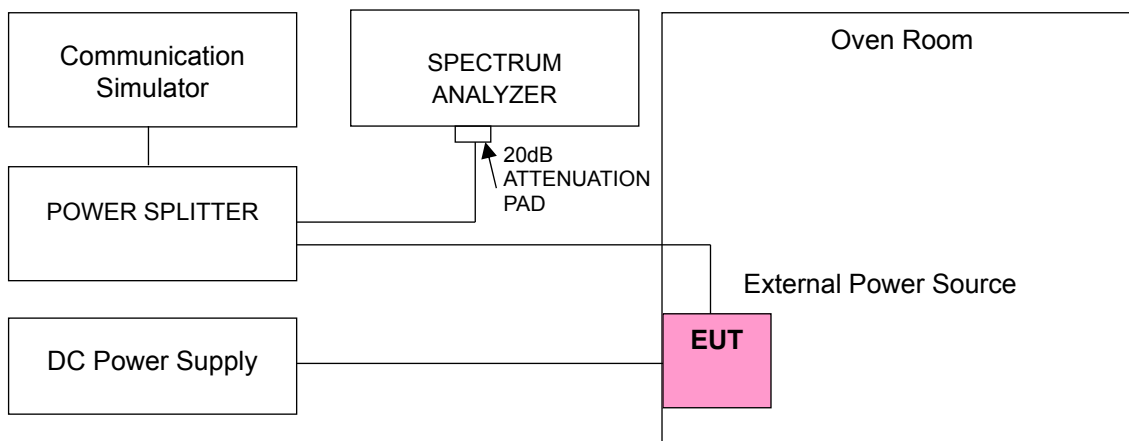 Communication
Simulator
SPECTRUM
ANALYZER
Oven Room
20dB
ATTENUATION
PAD
POWER SPLITTER
External Power Source
EUT
DC Power Supply